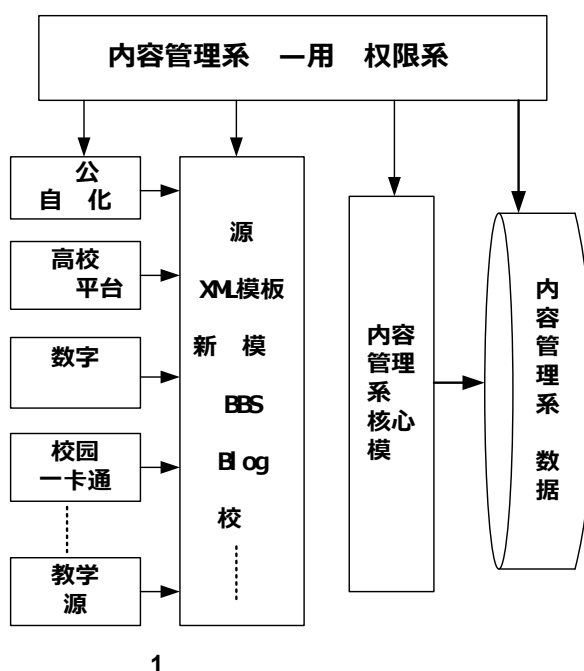 内容管理系 一用 权限系
公
自 化
高校
平台
数字
校园
一卡通
教学
源
源
XML模板
新 模
BBS
Blog
校
内容
管理
系
核心
模
内
容
管
理
系
数
据
1